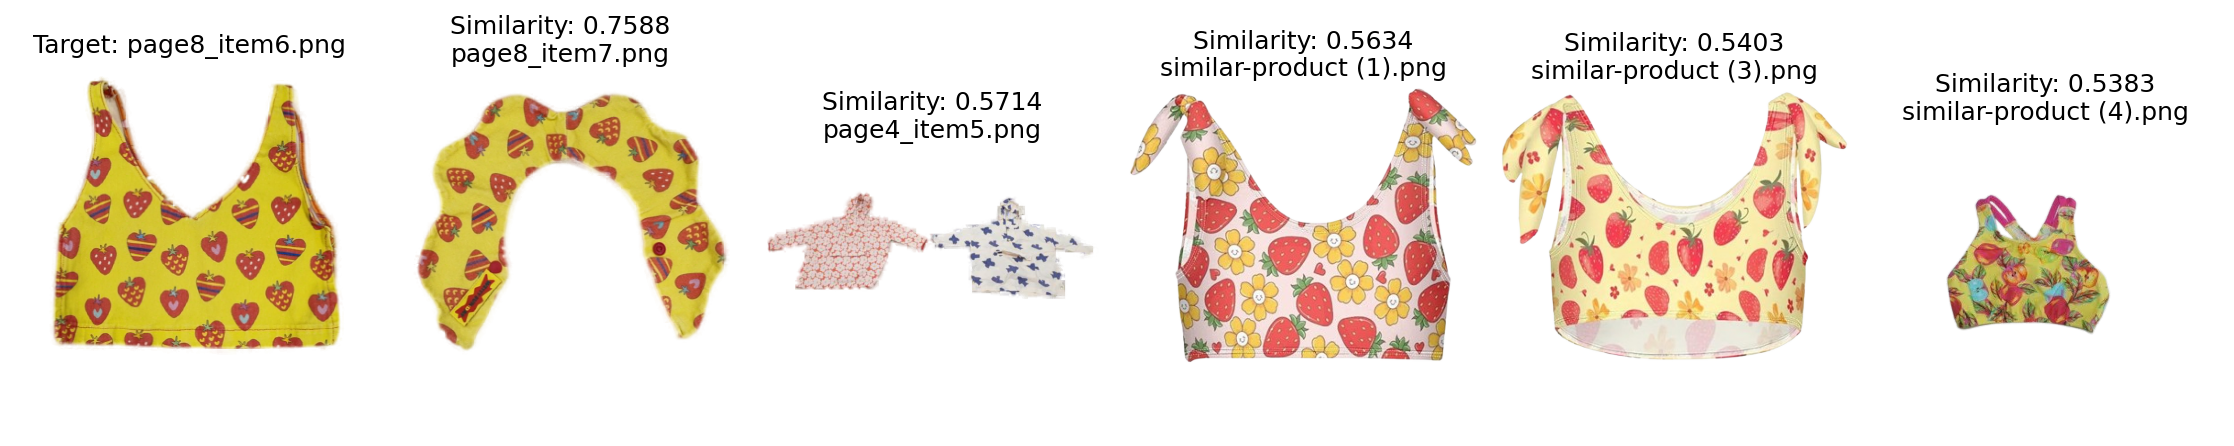 Target: page8_item6.png
Similarity: 0.7588
page8_item7.png
Similarity: 0.5714
page4_item5.png
Similarity: 0.5634
similar-product (1).png
Similarity: 0.5403
similar-product (3).png
Similarity: 0.5383
similar-product (4).png